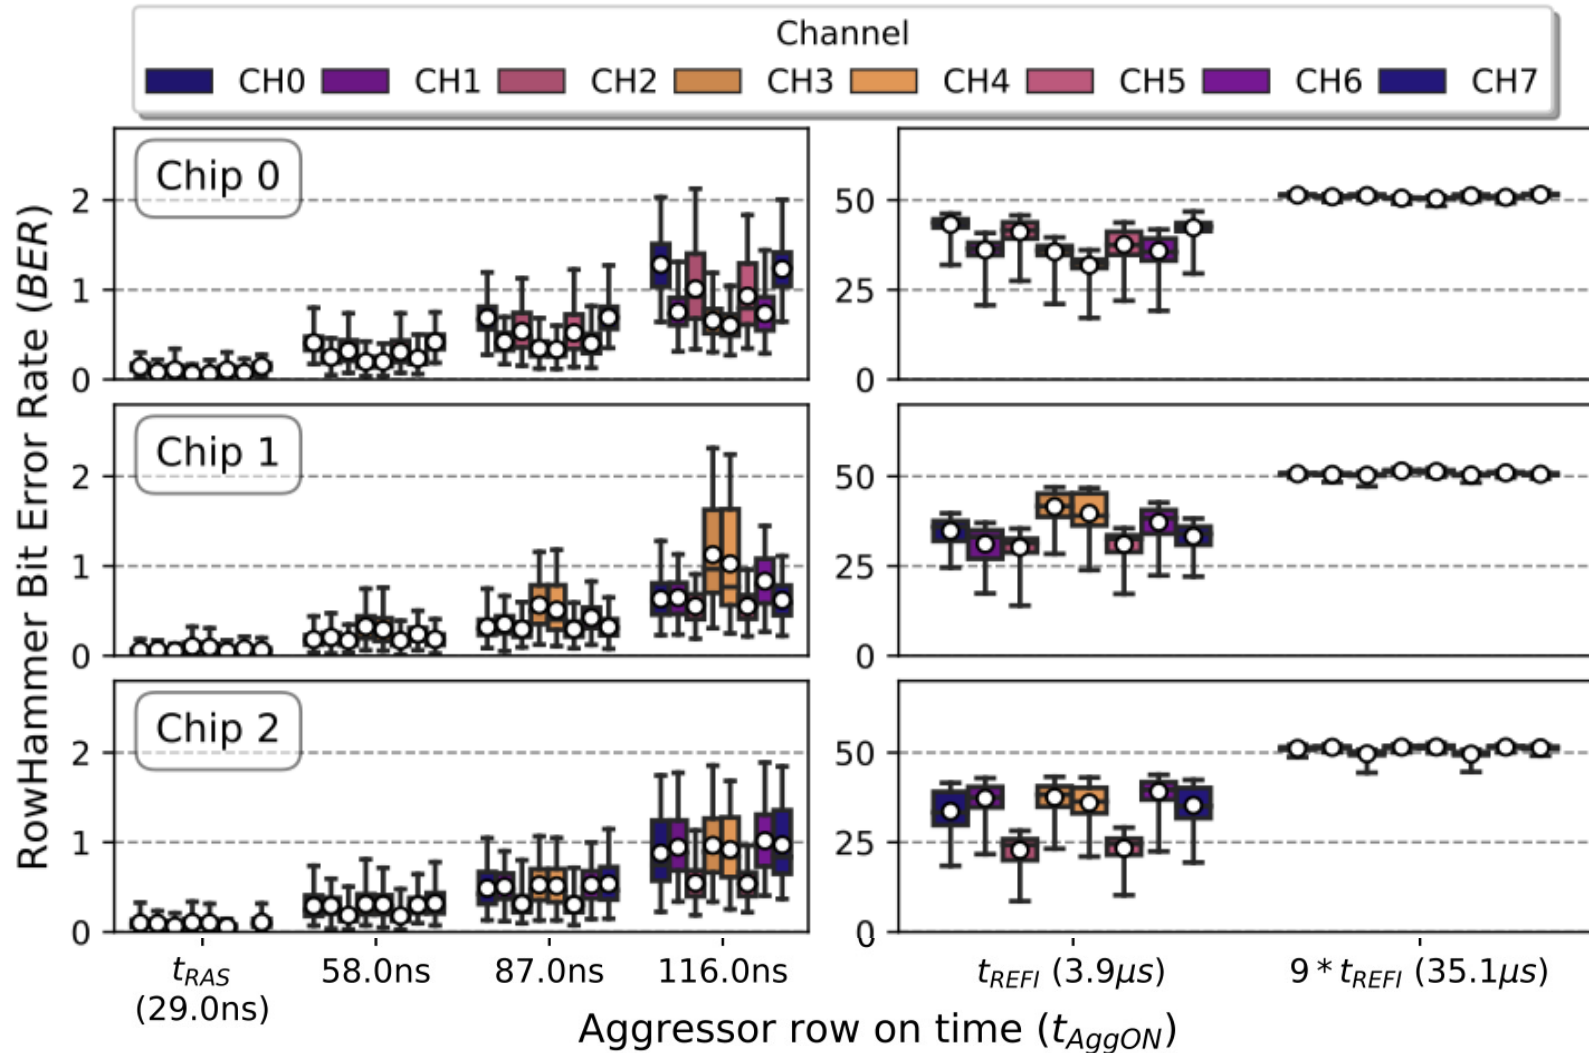 Channel
CH0 CH1 CH2 CH3 CH4 CH5 CH6 CH7
RowHammer Bit Error Rate (BER)
Chip 0
2
1
0
50
25
0
Chip 1
2
1
0
50
25
0
Chip 2
2
1
0
50
25
0
tRAS (29.0ns)
58.0ns
87.0ns
116.0ns
tREFI (3.9μs)
9 * tREFI (35.1μs)
Aggressor row on time (tAggON)